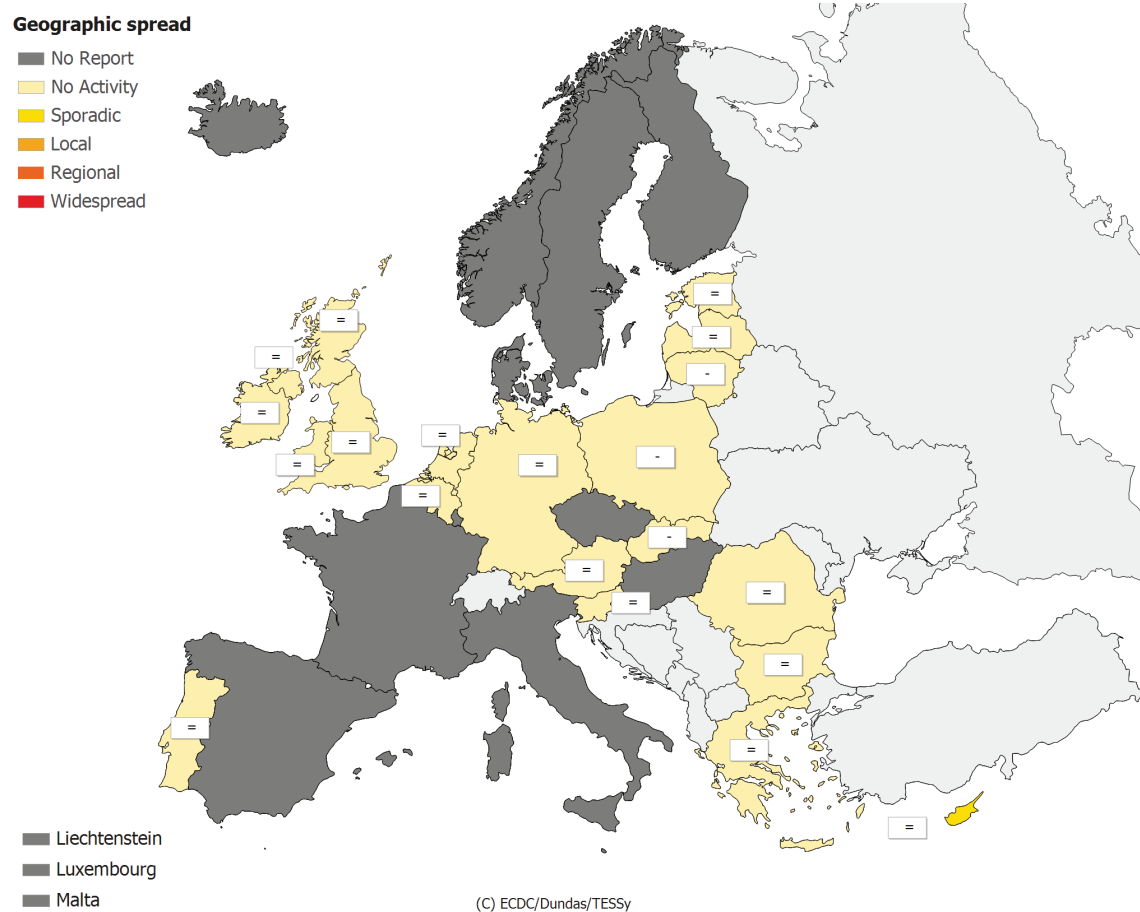 Geographic spread
No Report
No Activity
Sporadic
Local
Regional
Widespread
=
=
=
=
-
=
=
=
=
=
=
-
=
-
=
=
=
=
=
=
=
Liechtenstein
Luxembourg
Malta
(C) ECDC/Dundas/TESSy